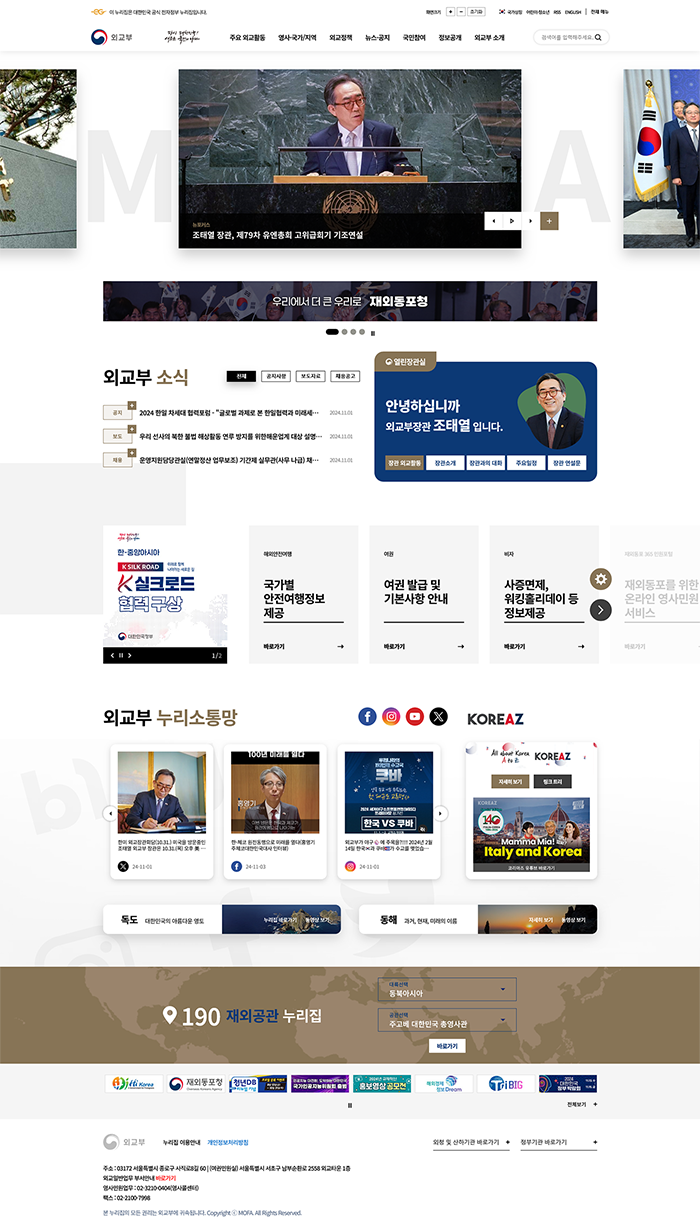 이 누리집은 대한민국 공식 전자정부 누리집입니다.
화면크기 + − 초기화 국가상징 어린이·청소년 RSS ENGLISH 전체 메뉴
외교부
주요 외교활동 영사·국가/지역 외교정책 뉴스·공지 국민참여 정보공개 외교부 소개
검색어를 입력해주세요.
M A
AIRS
뉴포커스
조태열 장관, 제79차 유엔총회 고위급회기 기조연설
우리에서 더 큰 우리로 재외동포청
외교부 소식
전체 공지사항 보도자료 채용공고
공지 2024 한일 차세대 협력포럼 - "글로벌 과제로 본 한일협력과 미래세… 2024.11.01
보도 우리 선사의 북한 불법 해상활동 연루 방지를 위한해운업계 대상 설명… 2024.11.01
채용 운영지원담당관실(연말정산 업무보조) 기간제 실무관(사무 나급) 채… 2024.11.01
열린장관실
안녕하십니까
외교부장관 조태열 입니다.
장관 외교활동 장관소개 장관과의 대화 주요일정 장관 연설문
한-중앙아시아
K SILK ROAD
K실크로드
협력 구상
대한민국정부
1/2
해외안전여행
국가별
안전여행정보
제공
바로가기
여권
여권 발급 및
기본사항 안내
바로가기
비자
사증면제,
워킹홀리데이 등
정보제공
바로가기
재외동포 365 민원포털
재외동포를 위한
온라인 영사민원
서비스
바로가기
외교부 누리소통망
KOREAZ
한미 외교장관회담(10.31.) 미국을 방문중인
조태열 외교부 장관은 10.31.(목) 오후 美 …
24-11-01
100년 미래를 열다
홍영기
한-체코 원전동맹으로 미래를 열다(홍영기
주체코대한민국대사 인터뷰)
24-11-03
쿠바
한국 VS 쿠바
24-11-01
All about Korea
A to Z
KOREAZ
자세히 보기 링크 트리
KOREAZ
140
Mamma Mia!
Italy and Korea
코리아즈 유튜브 바로가기
독도 대한민국의 아름다운 영토 누리집 바로가기 동영상 보기
동해 과거, 현재, 미래의 이름 자세히 보기 동영상 보기
190 재외공관 누리집
대륙선택
동북아시아
공관선택
주고베 대한민국 총영사관
바로가기
Hi Korea
재외동포청
청년DB
국가인공지능위원회 출범
홍보영상 공모전
해외경제
정보Dream
TriBIG
2024
대한민국
정부 박람회
전체보기 +
외교부
누리집 이용안내 개인정보처리방침
외청 및 산하기관 바로가기 +
정부기관 바로가기 +
주소 : 03172 서울특별시 종로구 사직로8길 60 | (여권민원실) 서울특별시 서초구 남부순환로 2558 외교타운 1층
외교일반업무 부서안내 바로가기
영사민원업무 : 02-3210-0404(영사콜센터)
팩스 : 02-2100-7998
본 누리집의 모든 권리는 외교부에 귀속됩니다. Copyright ⓒ MOFA. All Rights Reserved.